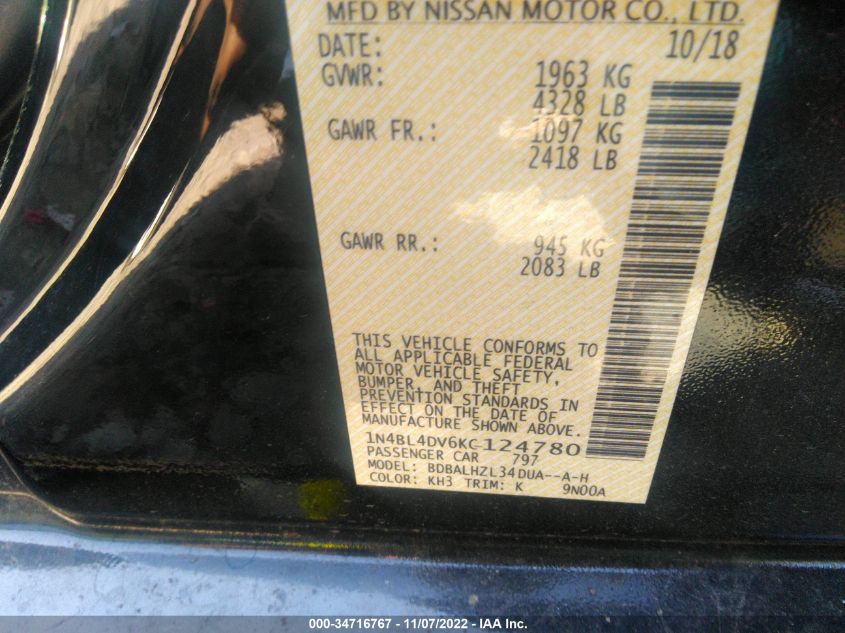 MFD BY NISSAN MOTOR CO., LTD.
DATE: 10/18
GVWR: 1963 KG
4328 LB
GAWR FR.: 1097 KG
2418 LB
GAWR RR.: 945 KG
2083 LB
THIS VEHICLE CONFORMS TO
ALL APPLICABLE FEDERAL
MOTOR VEHICLE SAFETY,
BUMPER, AND THEFT
PREVENTION STANDARDS IN
EFFECT ON THE DATE OF
MANUFACTURE SHOWN ABOVE.
1N4BL4DV6KC124780
PASSENGER CAR 797
MODEL: BDBALHZL34DUA--A-H
COLOR: KH3 TRIM: K 9N00A
000-34716767 - 11/07/2022 - IAA Inc.